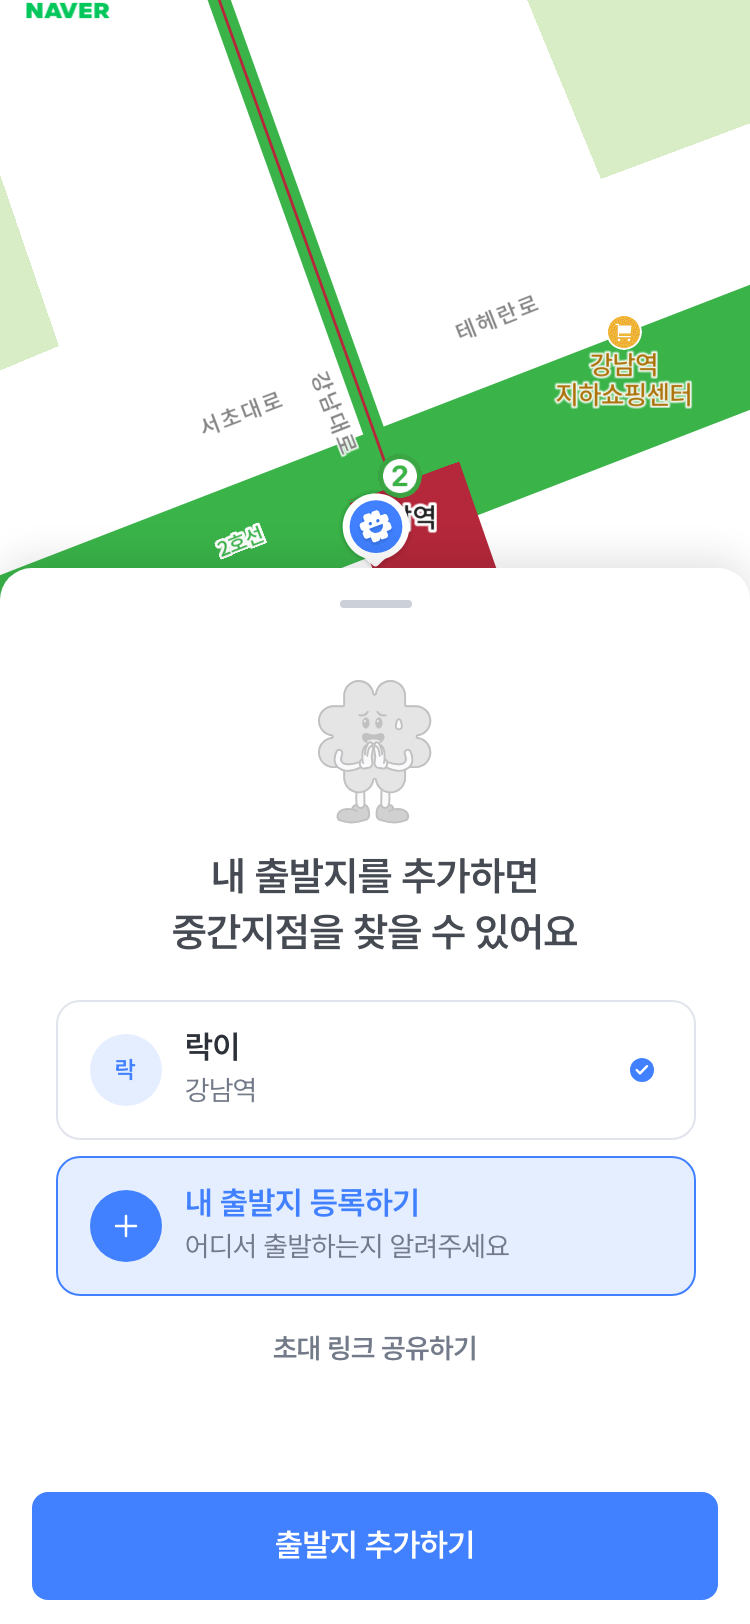 NAVER
테헤란로
강남역
지하쇼핑센터
서초대로
강남대로
2
2호선
내 출발지를 추가하면
중간지점을 찾을 수 있어요
락
락이
강남역
내 출발지 등록하기
어디서 출발하는지 알려주세요
초대 링크 공유하기
출발지 추가하기